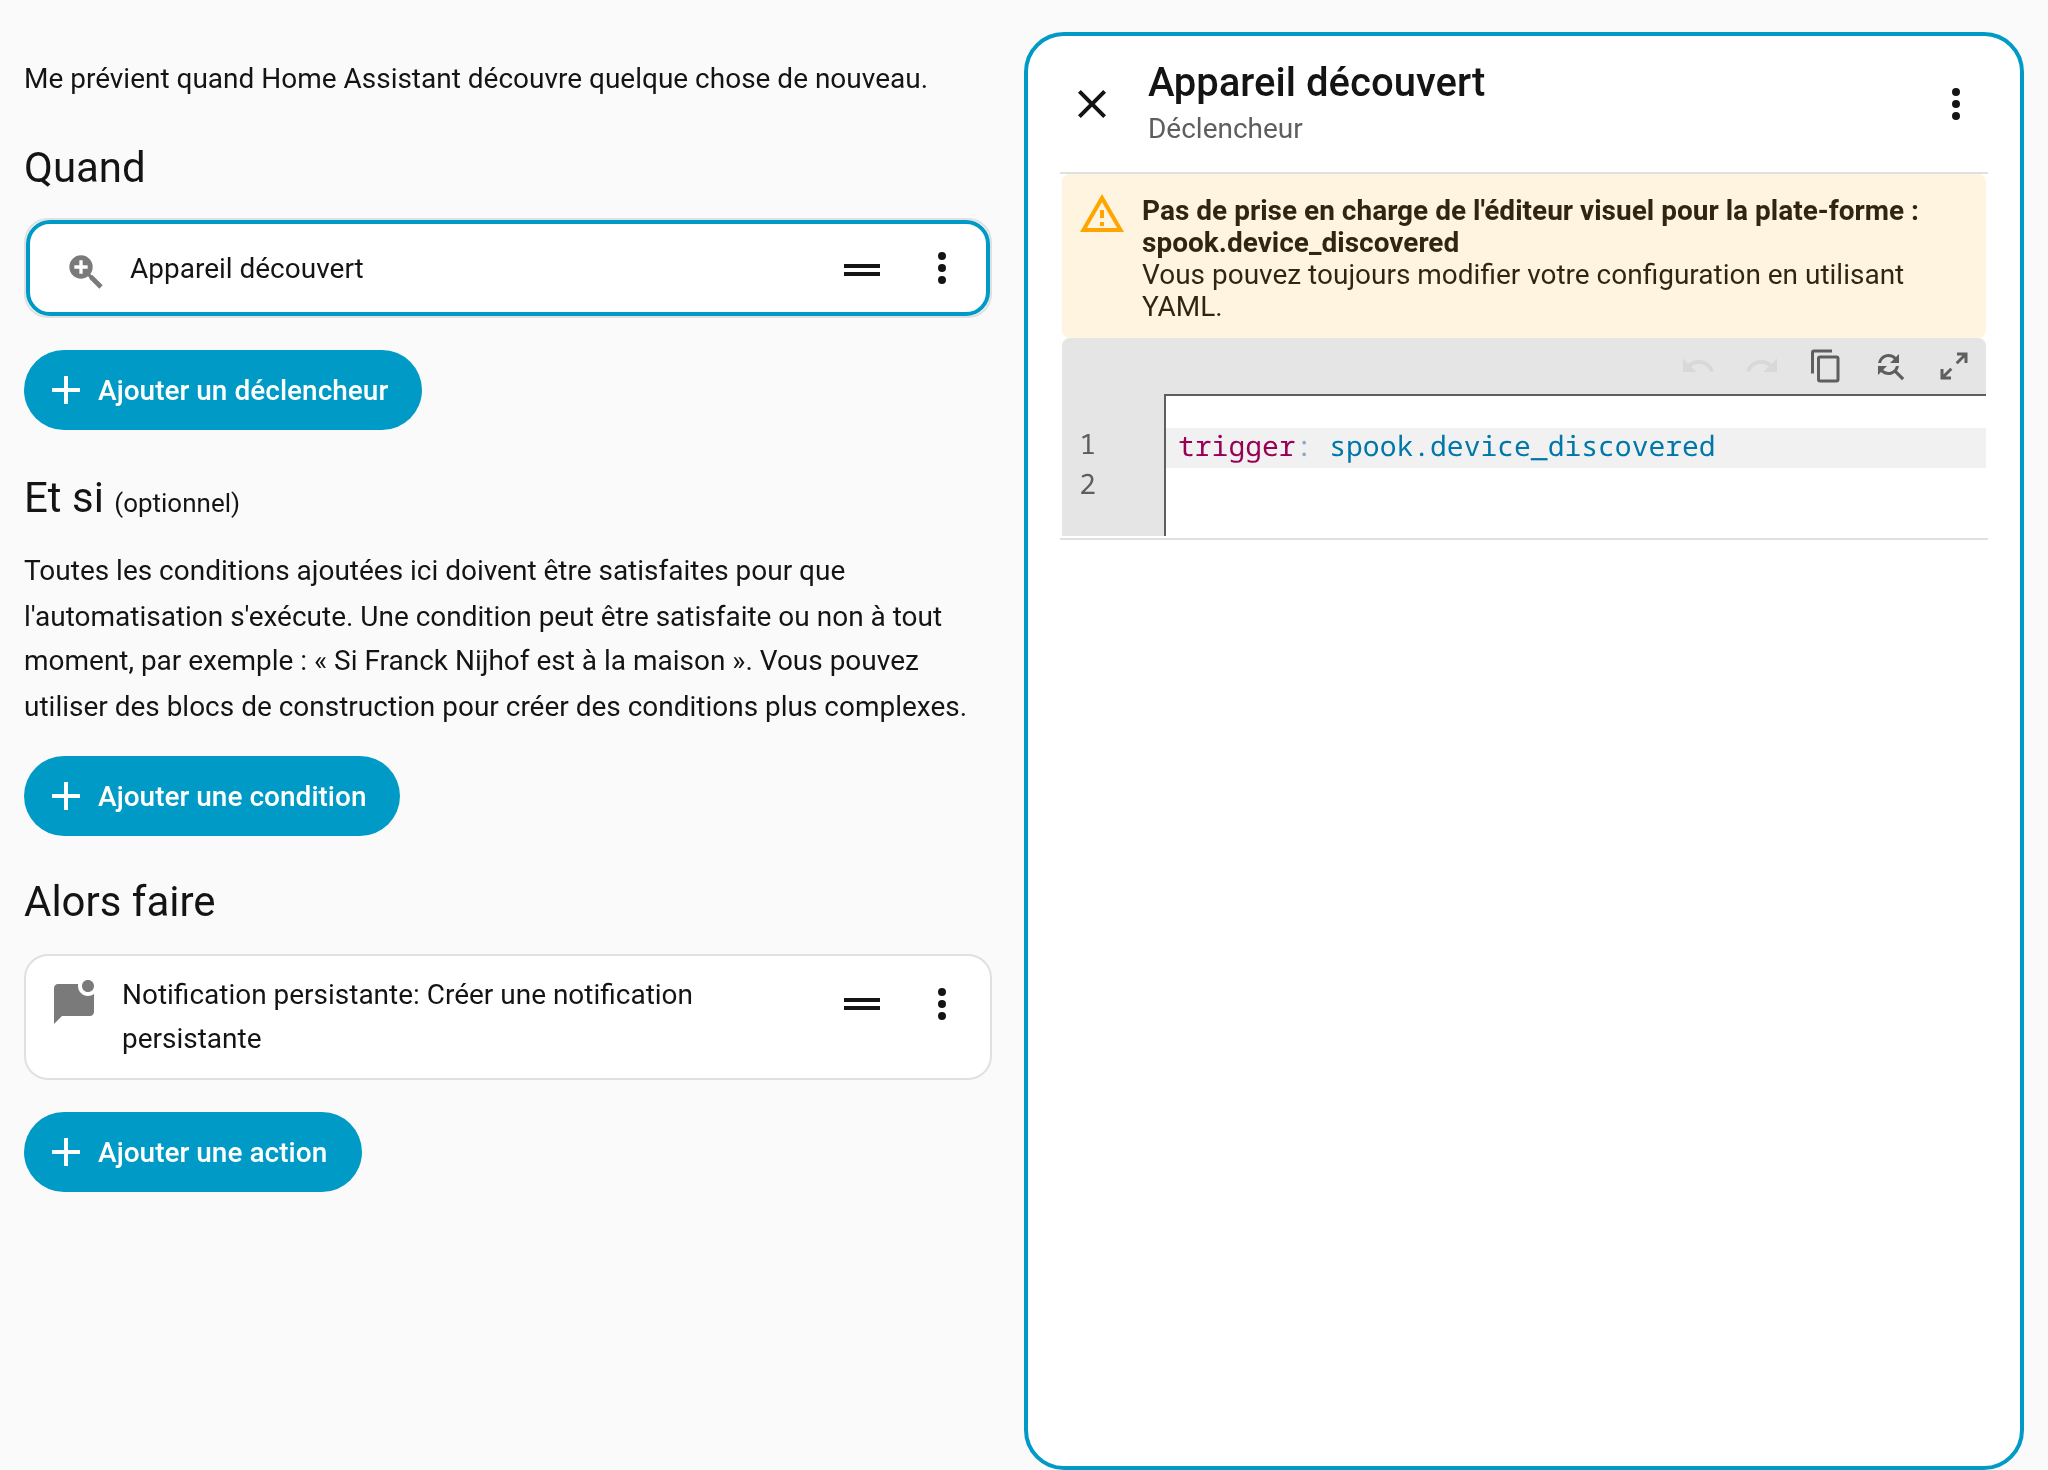 Me prévient quand Home Assistant découvre quelque chose de nouveau.
Quand
Appareil découvert
Ajouter un déclencheur
Et si (optionnel)
Toutes les conditions ajoutées ici doivent être satisfaites pour que
l'automatisation s'exécute. Une condition peut être satisfaite ou non à tout
moment, par exemple : « Si Franck Nijhof est à la maison ». Vous pouvez
utiliser des blocs de construction pour créer des conditions plus complexes.
Ajouter une condition
Alors faire
Notification persistante: Créer une notification
persistante
Ajouter une action
Appareil découvert
Déclencheur
Pas de prise en charge de l'éditeur visuel pour la plate-forme :
spook.device_discovered
Vous pouvez toujours modifier votre configuration en utilisant
YAML.
1 trigger: spook.device_discovered
2